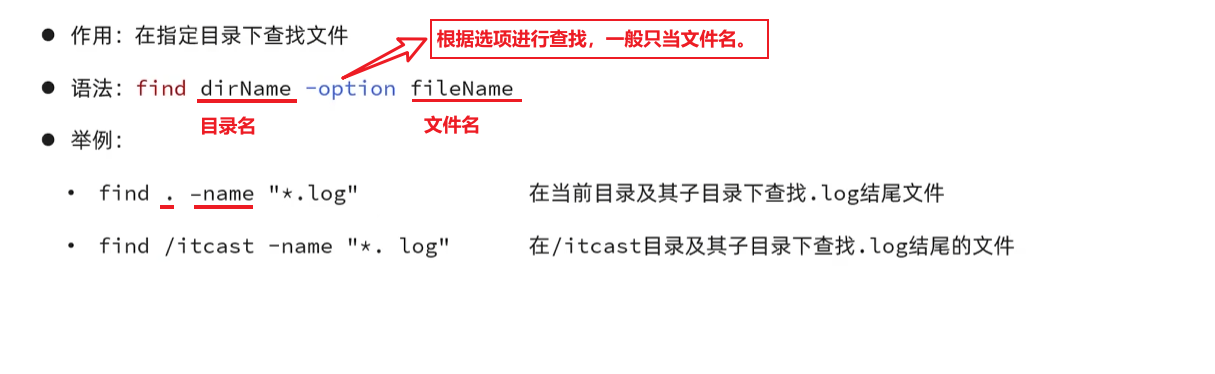 ● 作用：在指定目录下查找文件
根据选项进行查找，一般只当文件名。
● 语法：find dirName -option fileName
目录名 文件名
● 举例：
• find . –name "*.log" 在当前目录及其子目录下查找.log结尾文件
• find /itcast –name "*. log" 在/itcast目录及其子目录下查找.log结尾的文件